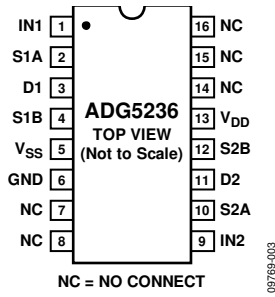 IN1 1 16 NC
S1A 2 15 NC
D1 3 14 NC
S1B 4 ADG5236 13 VDD
TOP VIEW
VSS 5 (Not to Scale) 12 S2B
GND 6 11 D2
NC 7 10 S2A
NC 8 9 IN2
NC = NO CONNECT
09769-003